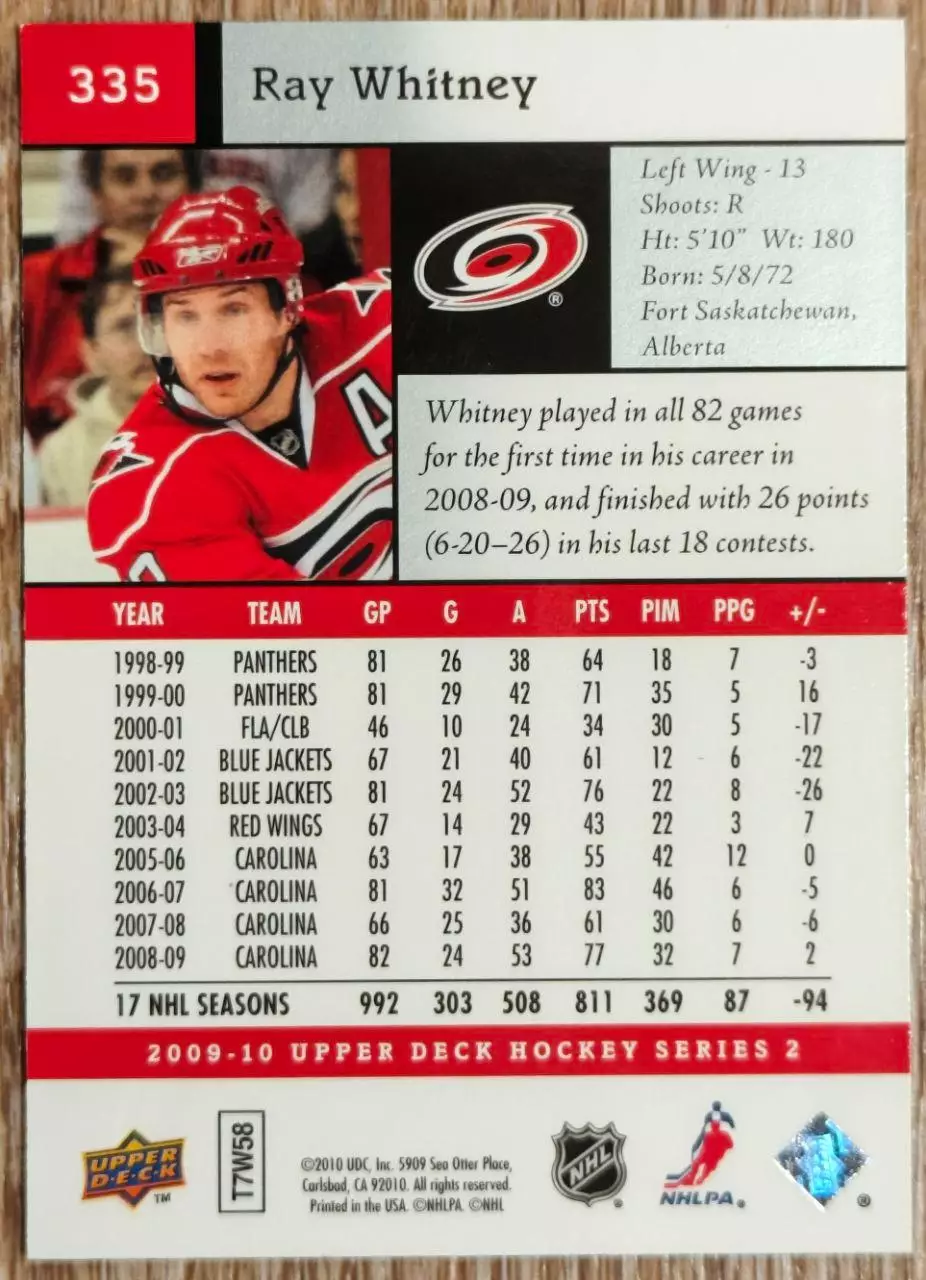 335 Ray Whitney
Left Wing - 13
Shoots: R
Ht: 5'10" Wt: 180
Born: 5/8/72
Fort Saskatchewan,
Alberta
®
A
Whitney played in all 82 games
for the first time in his career in
2008-09, and finished with 26 points
(6-20–26) in his last 18 contests.
YEAR TEAM GP G A PTS PIM PPG +/-
1998-99 PANTHERS 81 26 38 64 18 7 -3
1999-00 PANTHERS 81 29 42 71 35 5 16
2000-01 FLA/CLB 46 10 24 34 30 5 -17
2001-02 BLUE JACKETS 67 21 40 61 12 6 -22
2002-03 BLUE JACKETS 81 24 52 76 22 8 -26
2003-04 RED WINGS 67 14 29 43 22 3 7
2005-06 CAROLINA 63 17 38 55 42 12 0
2006-07 CAROLINA 81 32 51 83 46 6 -5
2007-08 CAROLINA 66 25 36 61 30 6 -6
2008-09 CAROLINA 82 24 53 77 32 7 2
17 NHL SEASONS 992 303 508 811 369 87 -94
2009-10 UPPER DECK HOCKEY SERIES 2
UPPER
DECK
TM
T7W58
©2010 UDC, Inc. 5909 Sea Otter Place,
Carlsbad, CA 92010. All rights reserved.
Printed in the USA. ©NHLPA. ©NHL
NHL
NHLPA®
®